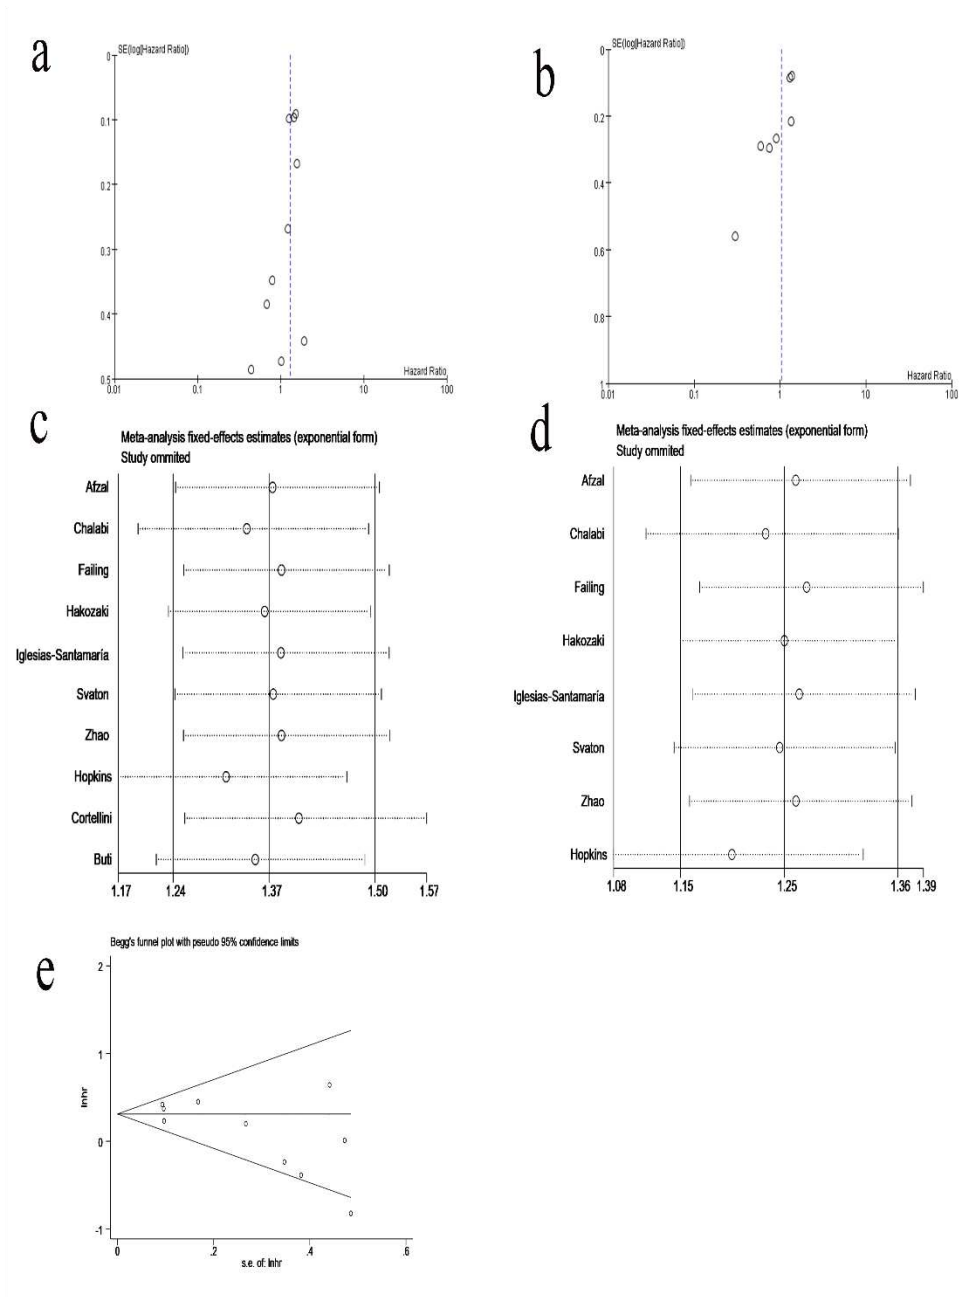 a
SE(log[Hazard Ratio])
0
0.1
0.2
0.3
0.4
0.5
0.01
0.1
1
10
100
Hazard Ratio
b
SE(log[Hazard Ratio])
0
0.2
0.4
0.6
0.8
1
0.01
0.1
1
10
100
Hazard Ratio
c
Meta-analysis fixed-effects estimates (exponential form)
Study ommited
Afzal
Chalabi
Failing
Hakozaki
Iglesias-Santamaría
Svaton
Zhao
Hopkins
Cortellini
Buti
1.17
1.24
1.37
1.50
1.57
d
Meta-analysis fixed-effects estimates (exponential form)
Study ommited
Afzal
Chalabi
Failing
Hakozaki
Iglesias-Santamaría
Svaton
Zhao
Hopkins
1.08
1.15
1.25
1.36
1.39
e
Begg's funnel plot with pseudo 95% confidence limits
lnhr
2
1
0
-1
0
.2
.4
.6
s.e. of: lnhr